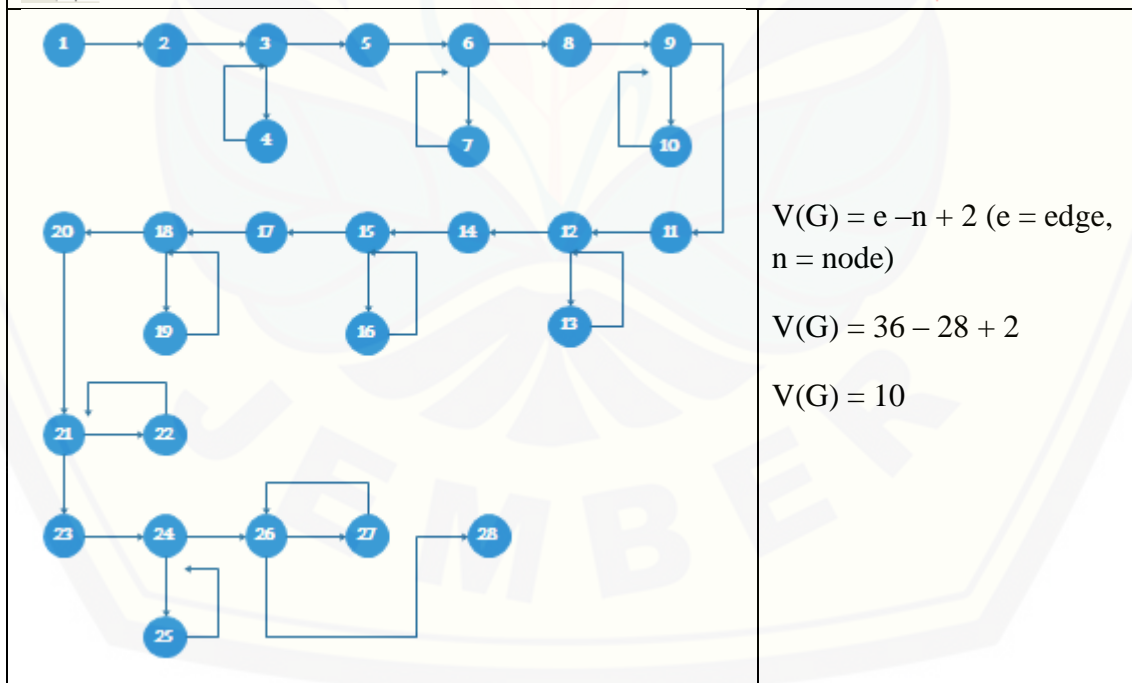 1 2 3 5 6 8 9
4 7 10
20 18 17 15 14 12 11
19 16 13
21 22
23 24 26 27 28
25
V(G) = e –n + 2 (e = edge,
n = node)
V(G) = 36 – 28 + 2
V(G) = 10
JEMBER